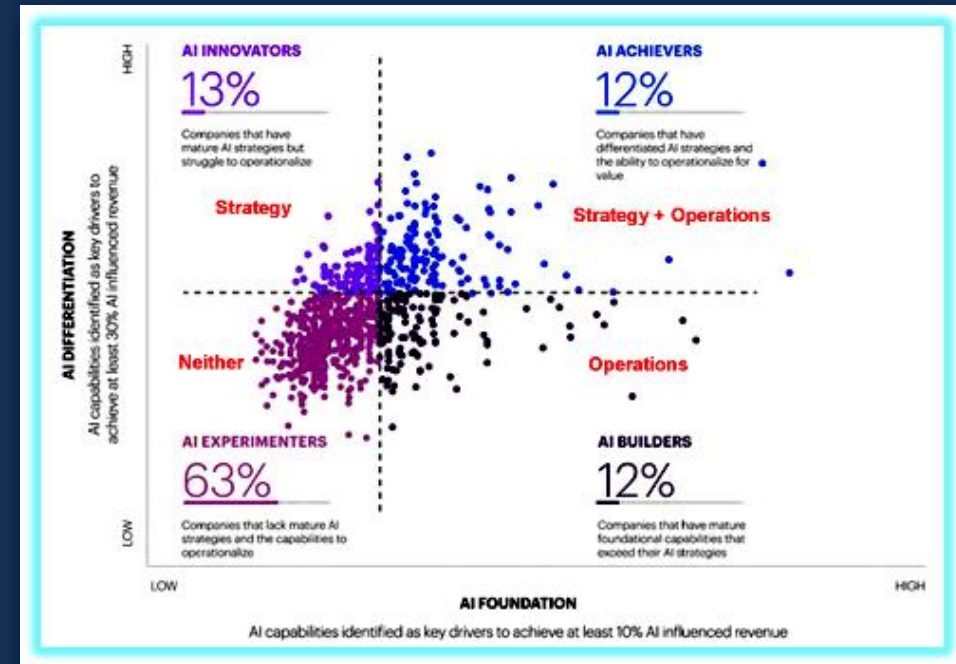 HIGH
AI DIFFERENTIATION
AI capabilities identified as key drivers to
achieve at least 30% AI influenced revenue
LOW
AI INNOVATORS
13%
Companies that have
mature AI strategies but
struggle to operationalize
Strategy
AI ACHIEVERS
12%
Companies that have
differentiated AI strategies and
the ability to operationalize for
value
Strategy + Operations
Neither
AI EXPERIMENTERS
63%
Companies that lack mature AI
strategies and the capabilities to
operationalize
Operations
AI BUILDERS
12%
Companies that have mature
foundational capabilities that
exceed their AI strategies
LOW
HIGH
AI FOUNDATION
AI capabilities identified as key drivers to achieve at least 10% AI influenced revenue